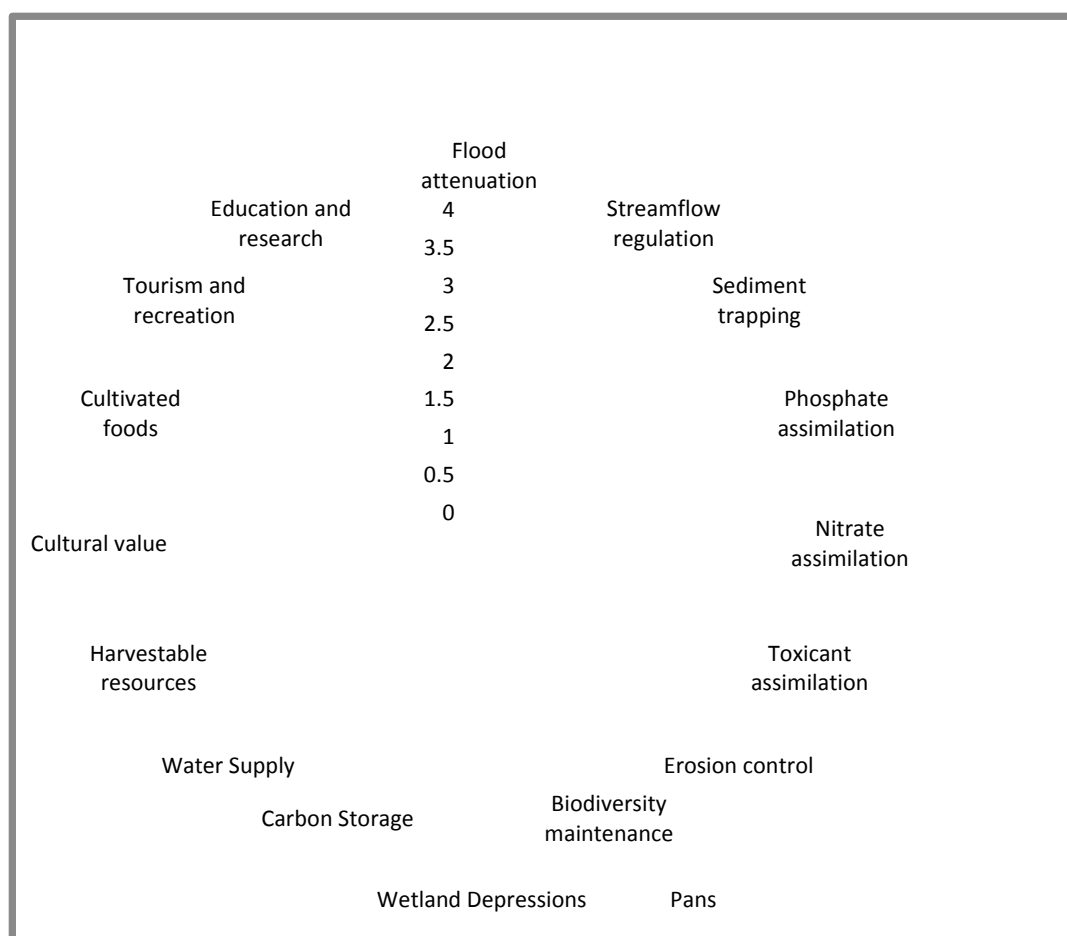 Flood
attenuation
Education and
research
4
Streamflow
regulation
3.5
Tourism and
recreation
3
Sediment
trapping
2.5
2
Cultivated
foods
1.5
Phosphate
assimilation
1
0.5
0
Cultural value
Nitrate
assimilation
Harvestable
resources
Toxicant
assimilation
Water Supply
Erosion control
Carbon Storage
Biodiversity
maintenance
Wetland Depressions
Pans